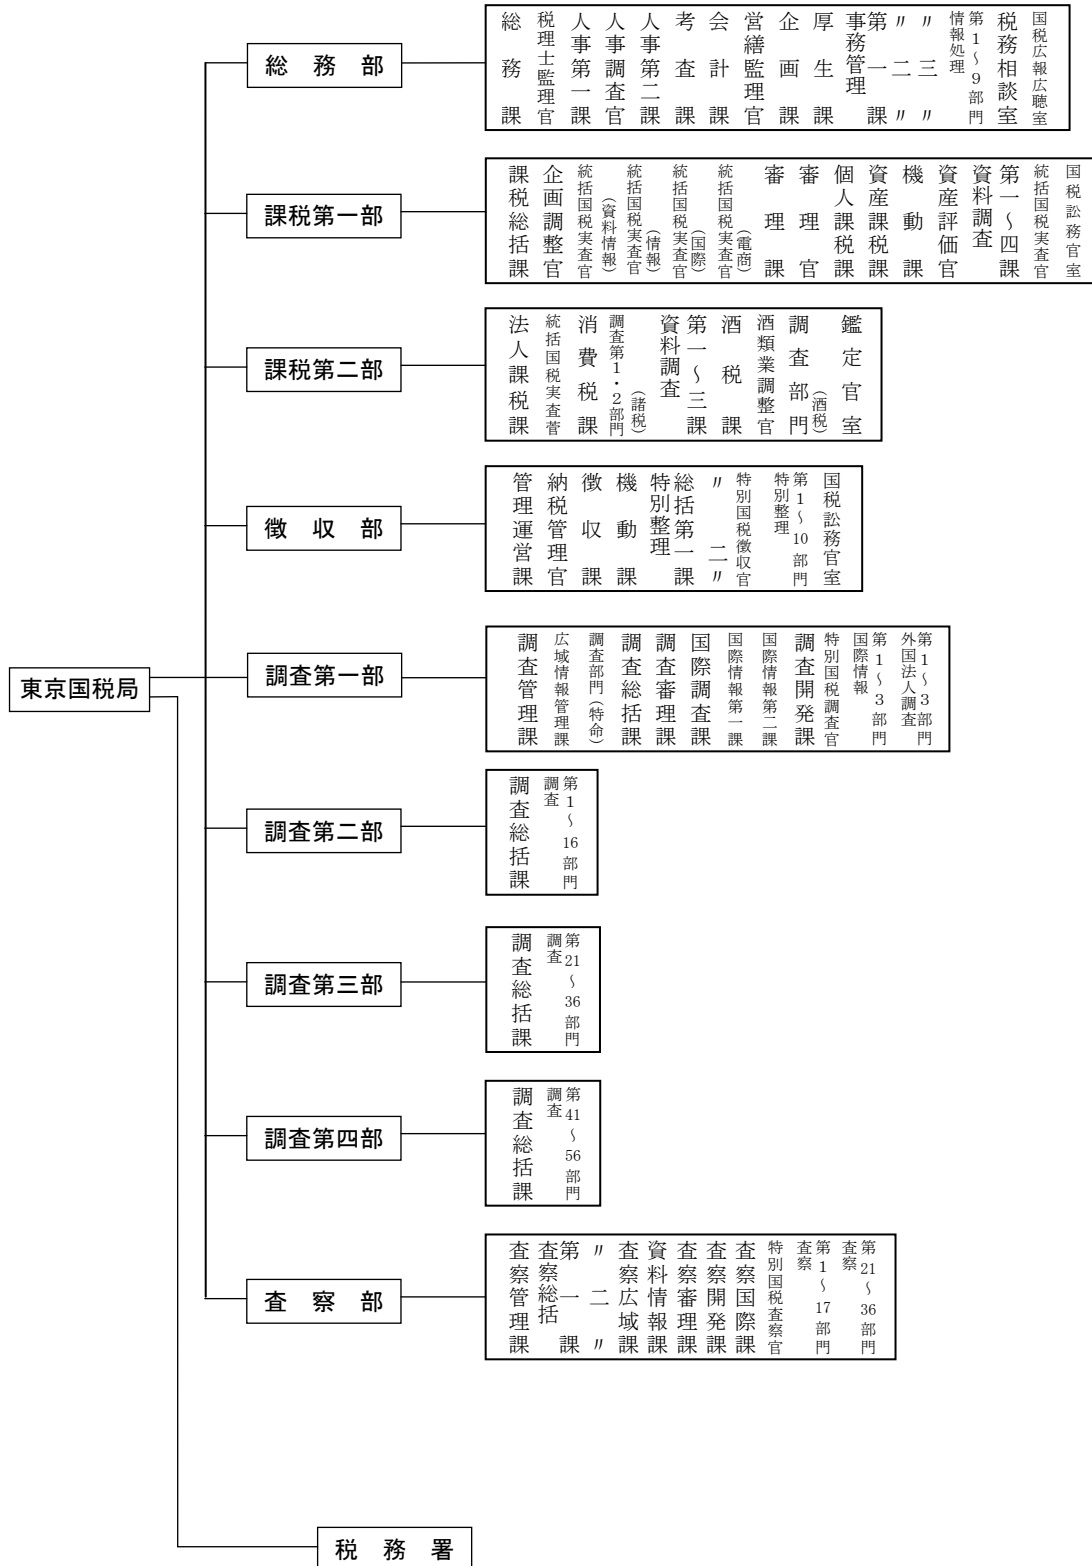 東京国税局
総務部
総務課
税理士監理官
人事第一課
人事調査官
人事第二課
考査課
会計課
営繕監理官
企画課
厚生課
事務管理
第一課
〃二〃
〃三〃
情報処理
第1～9部門
税務相談室
国税広報広聴室
課税第一部
課税総括課
企画調整官
統括国税実査官
(資料情報)
統括国税実査官
(情報)
統括国税実査官
(国際)
統括国税実査官
(電商)
審理課
審理官
個人課税課
資産課税課
機動課
資産評価官
資料調査
第一～四課
統括国税実査官
国税訟務官室
課税第二部
法人課税課
統括国税実査菅
消費税課
調査第1・2部門
(諸税)
資料調査
第一～三課
酒税課
酒類業調整官
調査部門
(酒税)
鑑定官室
徴収部
管理運営課
納税管理官
徴収課
機動課
特別整理
総括第一課
〃二〃
特別国税徴収官
特別整理
第1～10部門
国税訟務官室
調査第一部
調査管理課
広域情報管理課
調査部門(特命)
調査総括課
調査審理課
国際調査課
国際情報第一課
国際情報第二課
調査開発課
特別国税調査官
国際情報
第1～3部門
外国法人調査
第1～3部門
調査第二部
調査総括課
調査
第1～16部門
調査第三部
調査総括課
調査
第21～36部門
調査第四部
調査総括課
調査
第41～56部門
査察部
査察管理課
査察総括
第一課
〃二〃
査察広域課
資料情報課
査察審理課
査察開発課
査察国際課
特別国税査察官
査察
第1～17部門
査察
第21～36部門
税務署